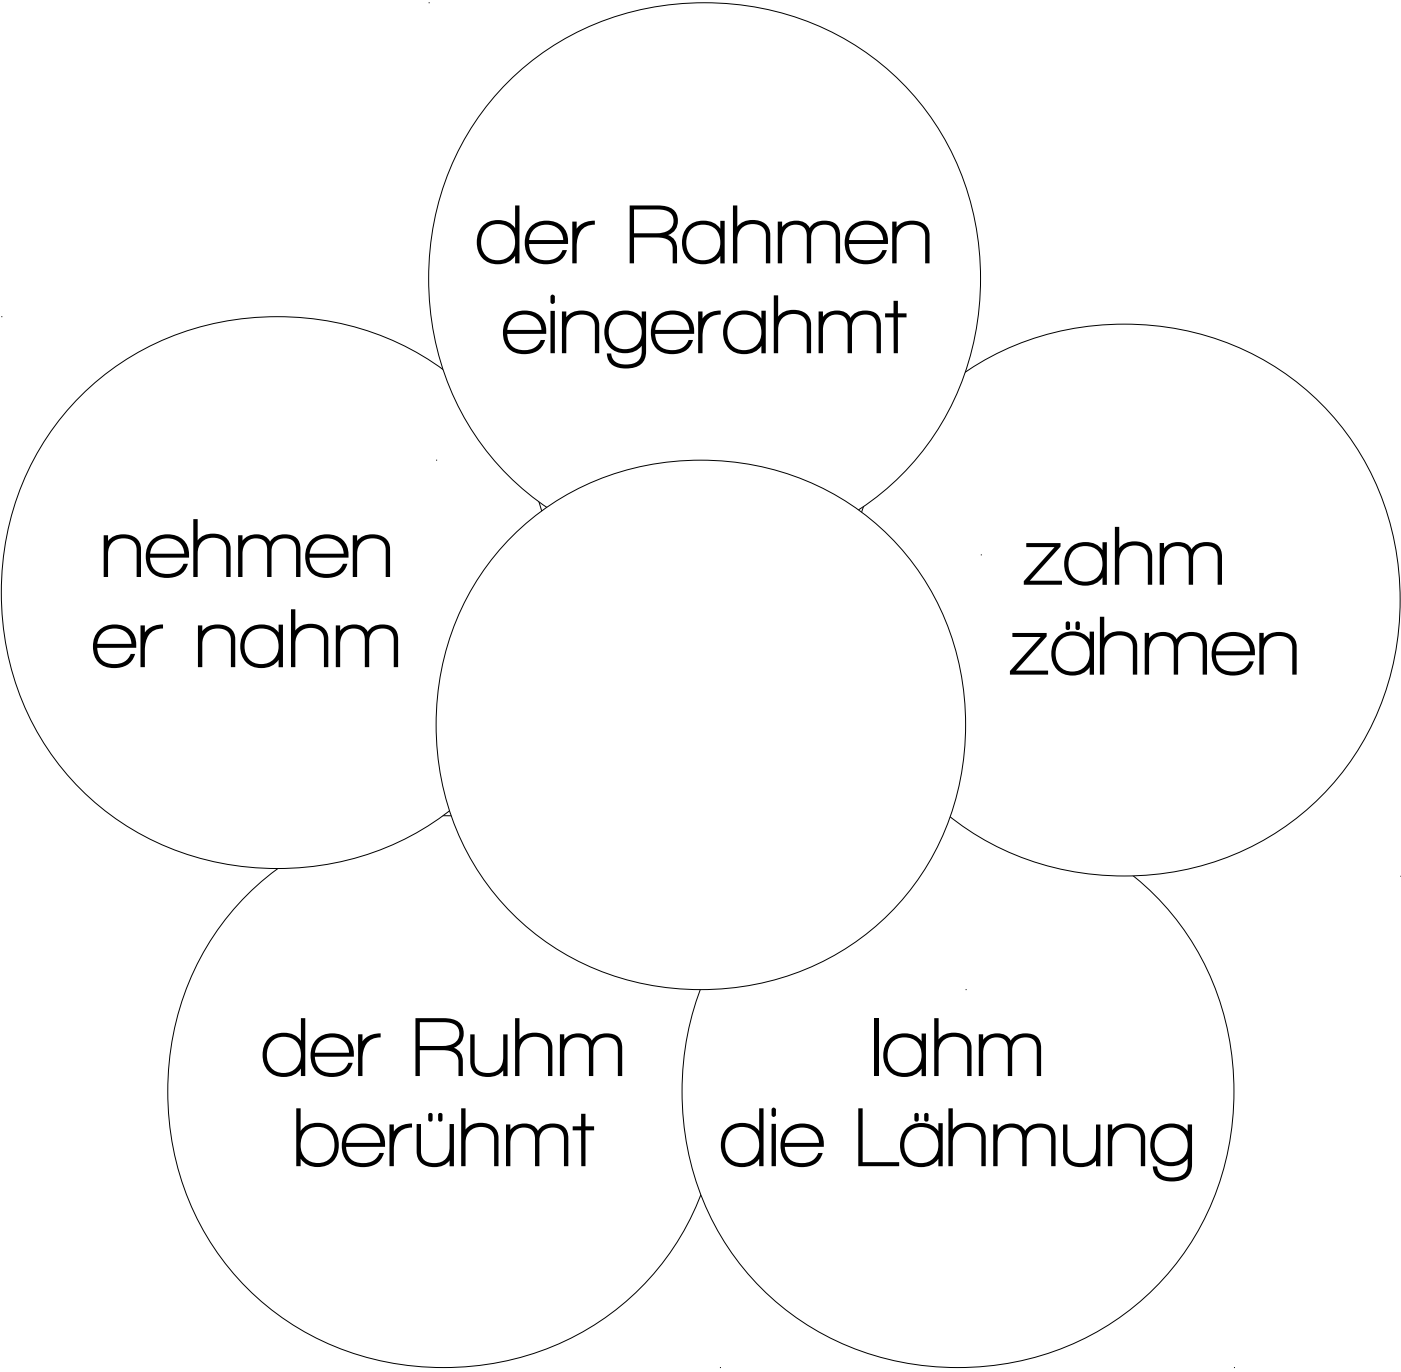 der Rahmen
eingerahmt
nehmen
er nahm
zahm
zähmen
der Ruhm
berühmt
lahm
die Lähmung